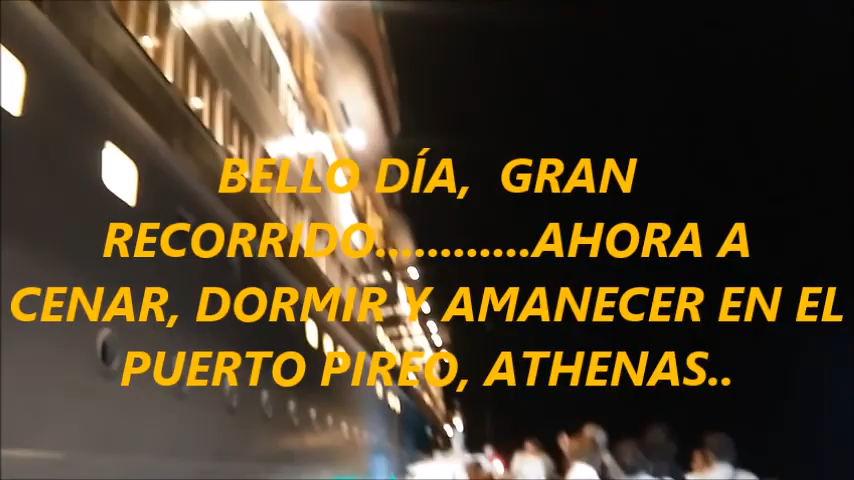 BELLO DÍA, GRAN
RECORRIDO............AHORA A
CENAR, DORMIR Y AMANECER EN EL
PUERTO PIREO, ATHENAS..